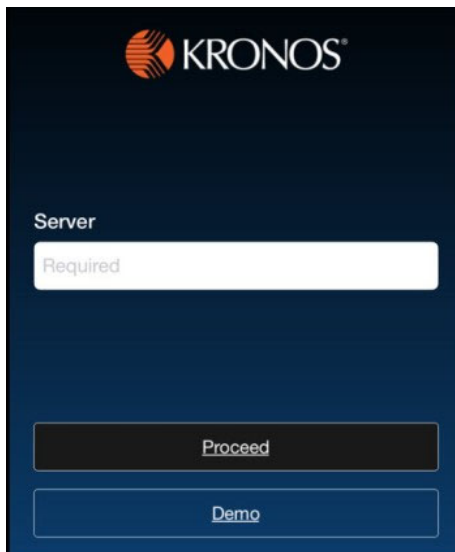 KRONOS®
Server
Required
Proceed
Demo